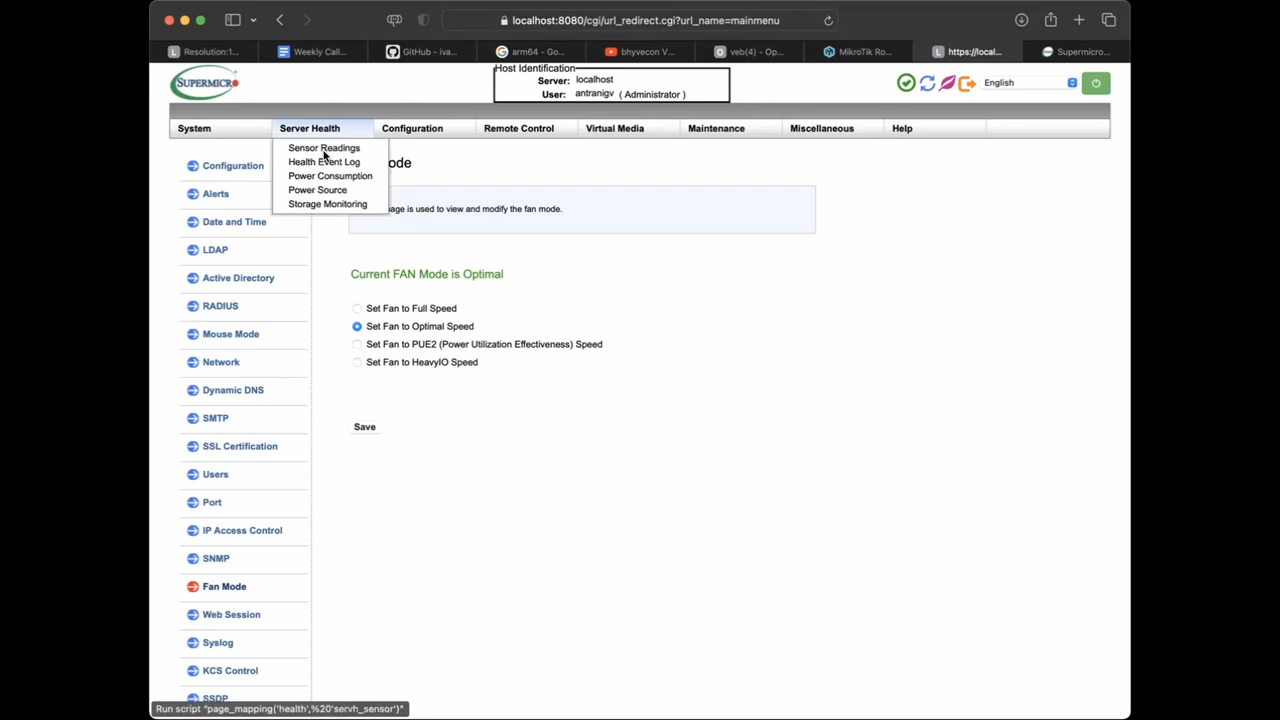 localhost:8080/cgi/url_redirect.cgi?url_name=mainmenu
Resolution:1...
Weekly Call...
GitHub - iva...
arm64 - Go...
bhyvecon V...
veb(4) - Op...
MikroTik Ro...
https://local...
Supermicro...
SUPERMICRO
Host Identification
Server: localhost
User: antranigv ( Administrator )
English
System
Server Health
Configuration
Remote Control
Virtual Media
Maintenance
Miscellaneous
Help
Sensor Readings
Health Event Log
Power Consumption
Power Source
Storage Monitoring
Configuration
Alerts
Date and Time
LDAP
Active Directory
RADIUS
Mouse Mode
Network
Dynamic DNS
SMTP
SSL Certification
Users
Port
IP Access Control
SNMP
Fan Mode
Web Session
Syslog
KCS Control
SSDP
ode
age is used to view and modify the fan mode.
Current FAN Mode is Optimal
Set Fan to Full Speed
Set Fan to Optimal Speed
Set Fan to PUE2 (Power Utilization Effectiveness) Speed
Set Fan to HeavyIO Speed
Save
Run script "page_mapping('health',%20'servh_sensor')"